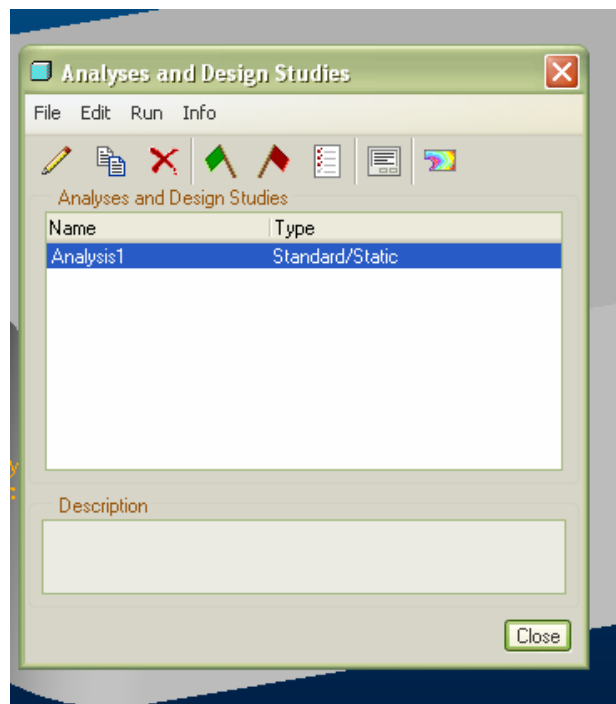 Analyses and Design Studies
File Edit Run Info
Analyses and Design Studies
Name Type
Analysis1 Standard/Static
y
:
Description
Close